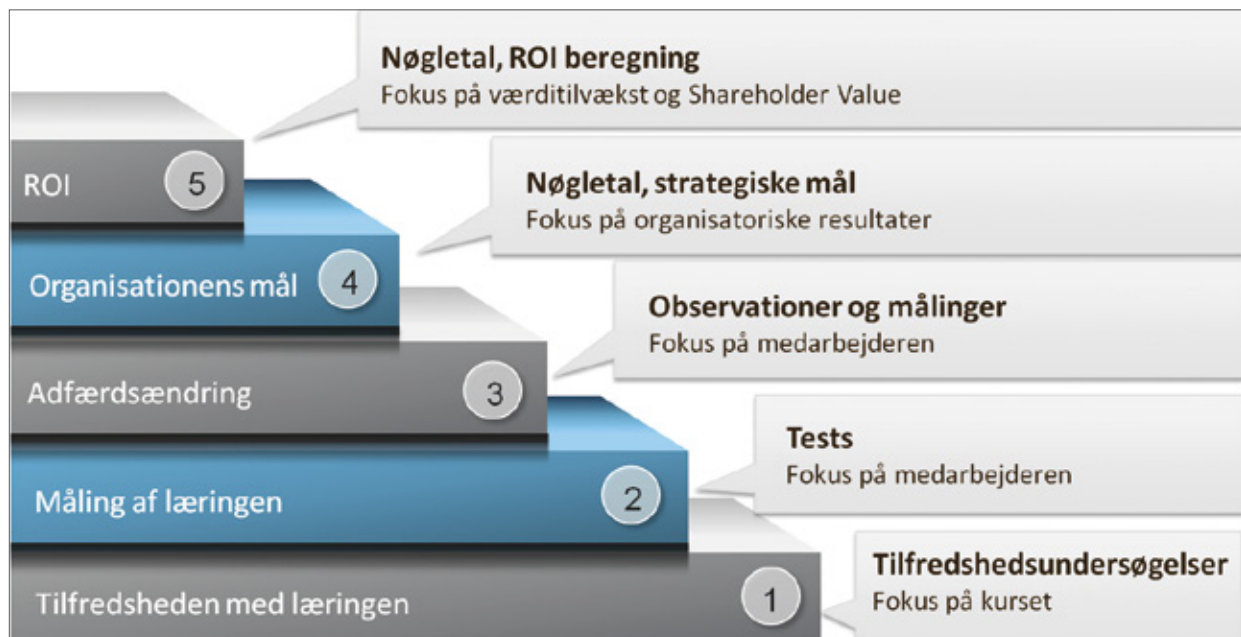 Nøgletal, ROI beregning
Fokus på værditilvækst og Shareholder Value
ROI
5
Nøgletal, strategiske mål
Fokus på organisatoriske resultater
Organisationens mål
4
Observationer og målinger
Fokus på medarbejderen
Adfærdsændring
3
Tests
Fokus på medarbejderen
Måling af læringen
2
Tilfredshedsundersøgelser
Fokus på kurset
Tilfredsheden med læringen
1